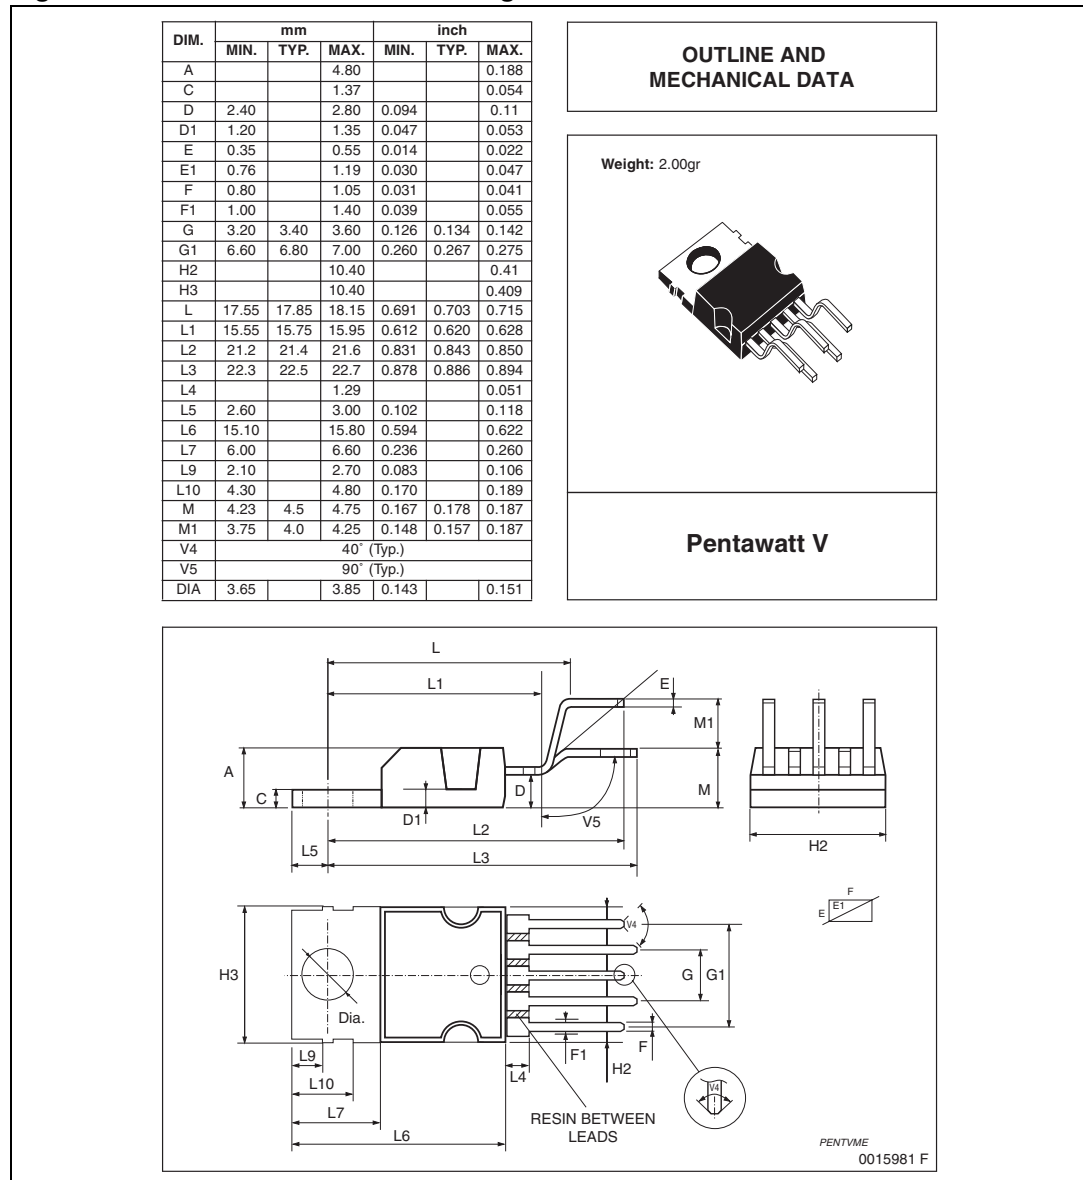 DIM. mm inch
MIN. TYP. MAX. MIN. TYP. MAX.
A 4.80 0.188
C 1.37 0.054
D 2.40 2.80 0.094 0.11
D1 1.20 1.35 0.047 0.053
E 0.35 0.55 0.014 0.022
E1 0.76 1.19 0.030 0.047
F 0.80 1.05 0.031 0.041
F1 1.00 1.40 0.039 0.055
G 3.20 3.40 3.60 0.126 0.134 0.142
G1 6.60 6.80 7.00 0.260 0.267 0.275
H2 10.40 0.41
H3 10.40 0.409
L 17.55 17.85 18.15 0.691 0.703 0.715
L1 15.55 15.75 15.95 0.612 0.620 0.628
L2 21.2 21.4 21.6 0.831 0.843 0.850
L3 22.3 22.5 22.7 0.878 0.886 0.894
L4 1.29 0.051
L5 2.60 3.00 0.102 0.118
L6 15.10 15.80 0.594 0.622
L7 6.00 6.60 0.236 0.260
L9 2.10 2.70 0.083 0.106
L10 4.30 4.80 0.170 0.189
M 4.23 4.5 4.75 0.167 0.178 0.187
M1 3.75 4.0 4.25 0.148 0.157 0.187
V4 40˚ (Typ.)
V5 90˚ (Typ.)
DIA 3.65 3.85 0.143 0.151
OUTLINE AND
MECHANICAL DATA
Weight: 2.00gr
Pentawatt V
L
L1
E
M1
A
C
D1
D
M
V5
L2
L5
L3
H2
F
E1
E
V4
H3
G
G1
Dia.
L9
F1
F
L4
H2
L10
V4
L7
L6
RESIN BETWEEN
LEADS
PENTVME
0015981 F